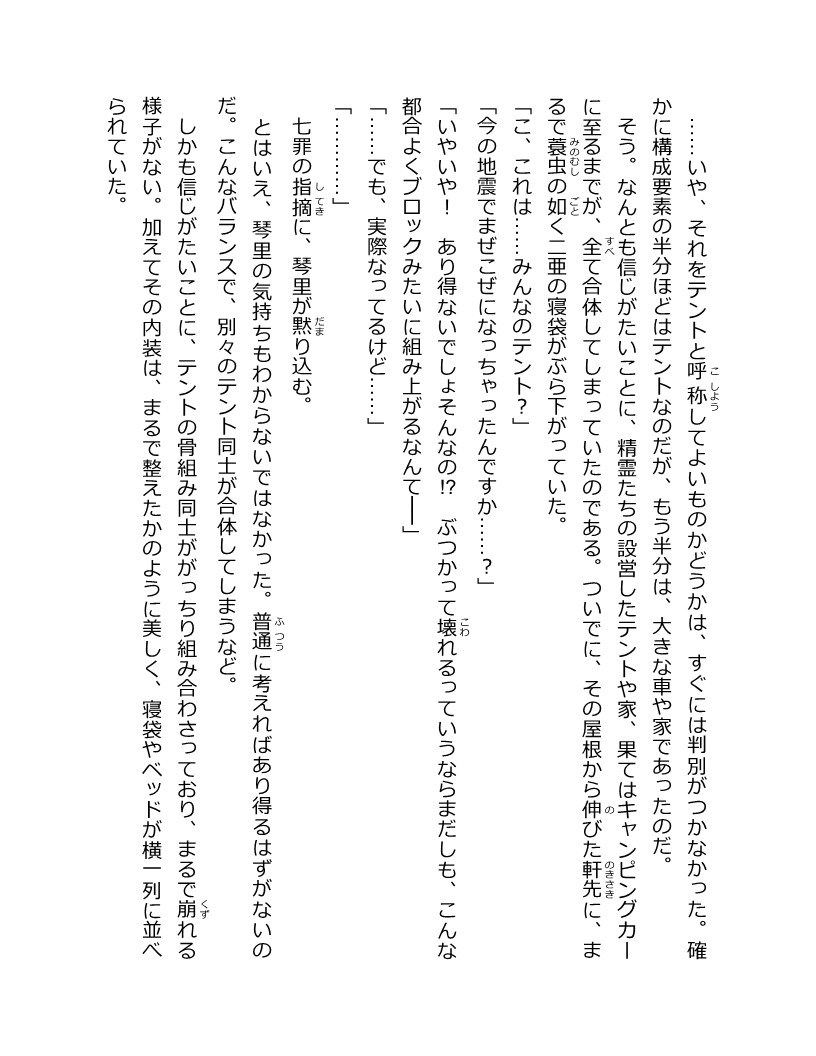 ……いや、それをテントと呼称してよいものかどうかは、すぐには判別がつかなかった。確
かに構成要素の半分ほどはテントなのだが、もう半分は、大きな車や家であったのだ。
そう。なんとも信じがたいことに、精霊たちの設営したテントや家、果てはキャンピングカー
に至るまでが、全て合体してしまっていたのである。ついでに、その屋根から伸びた軒先に、ま
るで蓑虫の如く二亜の寝袋がぶら下がっていた。
「こ、これは……みんなのテント？」
「今の地震でまぜこぜになっちゃったんですか……？」
「いやいや！　あり得ないでしょそんなの!?　ぶつかって壊れるっていうならまだしも、こんな
都合よくブロックみたいに組み上がるなんて――」
「……でも、実際なってるけど……」
「…………」
七罪の指摘に、琴里が黙り込む。
とはいえ、琴里の気持ちもわからないではなかった。普通に考えればあり得るはずがないの
だ。こんなバランスで、別々のテント同士が合体してしまうなど。
しかも信じがたいことに、テントの骨組み同士ががっちり組み合わさっており、まるで崩れる
様子がない。加えてその内装は、まるで整えたかのように美しく、寝袋やベッドが横一列に並べ
られていた。